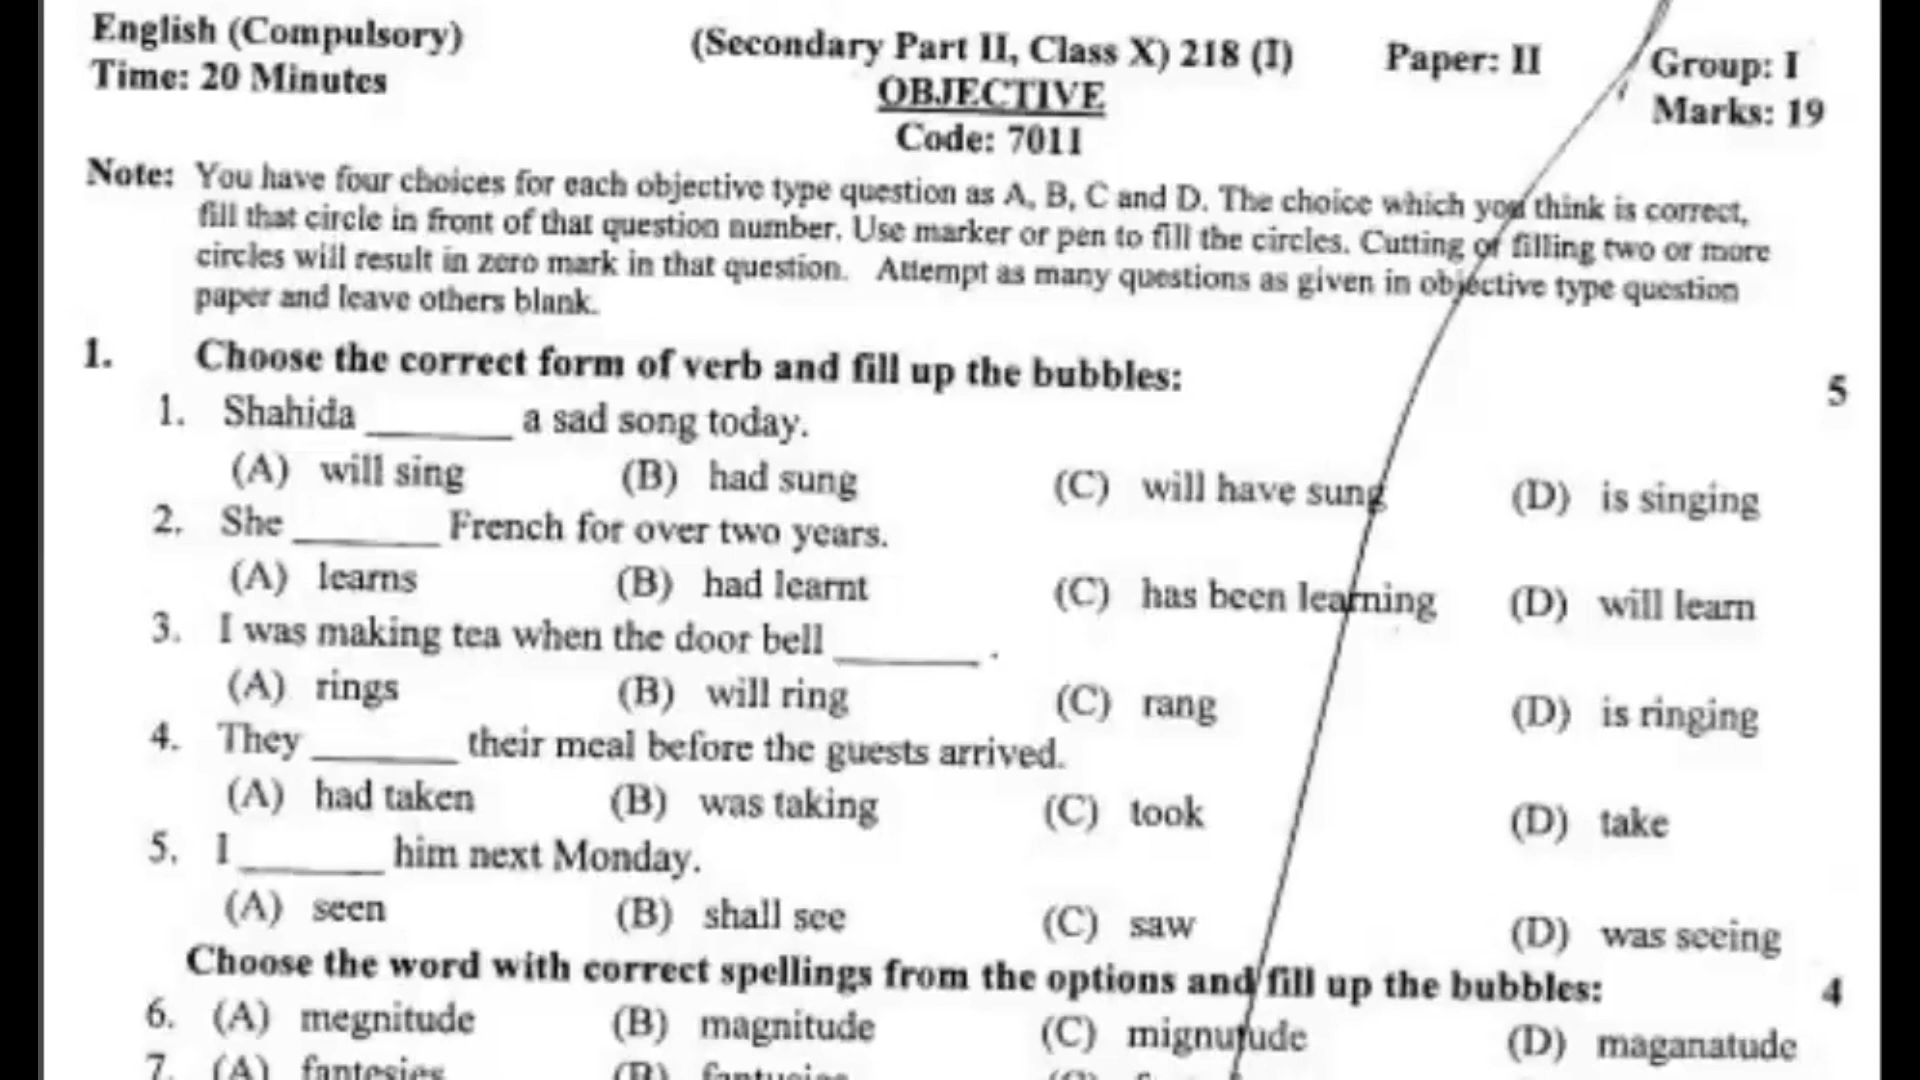 English (Compulsory) (Secondary Part II, Class X) 218 (I) Paper: II Group: I
Time: 20 Minutes OBJECTIVE Marks: 19
Code: 7011
Note: You have four choices for each objective type question as A, B, C and D. The choice which you think is correct,
fill that circle in front of that question number. Use marker or pen to fill the circles. Cutting or filling two or more
circles will result in zero mark in that question. Attempt as many questions as given in objective type question
paper and leave others blank.
1. Choose the correct form of verb and fill up the bubbles: 5
1. Shahida ______ a sad song today.
(A) will sing (B) had sung (C) will have sung (D) is singing
2. She ______ French for over two years.
(A) learns (B) had learnt (C) has been learning (D) will learn
3. I was making tea when the door bell ______ .
(A) rings (B) will ring (C) rang (D) is ringing
4. They ______ their meal before the guests arrived.
(A) had taken (B) was taking (C) took (D) take
5. I ______ him next Monday.
(A) seen (B) shall see (C) saw (D) was seeing
Choose the word with correct spellings from the options and fill up the bubbles: 4
6. (A) megnitude (B) magnitude (C) mignutude (D) maganatude
7. (A) fantesies (B) fantusies (C)